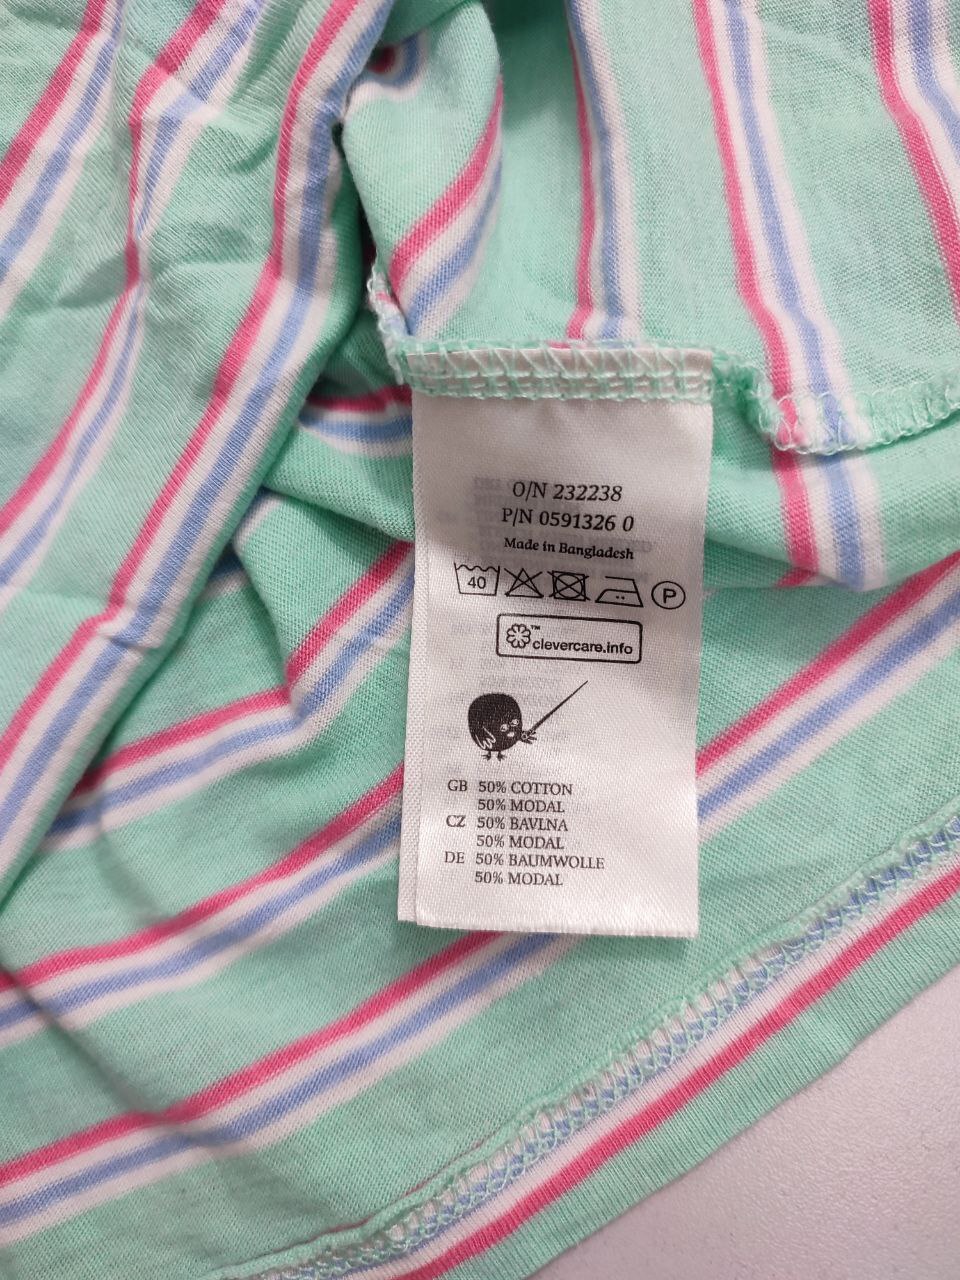 O/N 232238
P/N 0591326 0
Made in Bangladesh
40 P
™ clevercare.info
GB 50% COTTON
50% MODAL
CZ 50% BAVLNA
50% MODAL
DE 50% BAUMWOLLE
50% MODAL